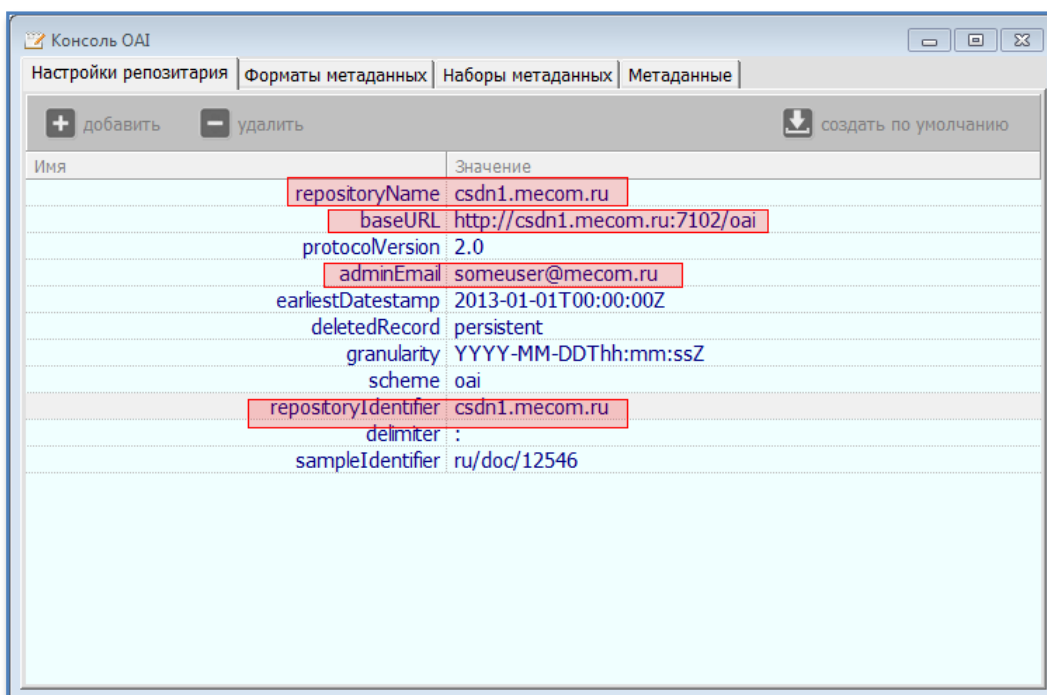 Консоль OAI
Настройки репозитария Форматы метаданных Наборы метаданных Метаданные
добавить удалить создать по умолчанию
Имя Значение
repositoryName csdn1.mecom.ru
baseURL http://csdn1.mecom.ru:7102/oai
protocolVersion 2.0
adminEmail someuser@mecom.ru
earliestDatestamp 2013-01-01T00:00:00Z
deletedRecord persistent
granularity YYYY-MM-DDThh:mm:ssZ
scheme oai
repositoryIdentifier csdn1.mecom.ru
delimiter :
sampleIdentifier ru/doc/12546